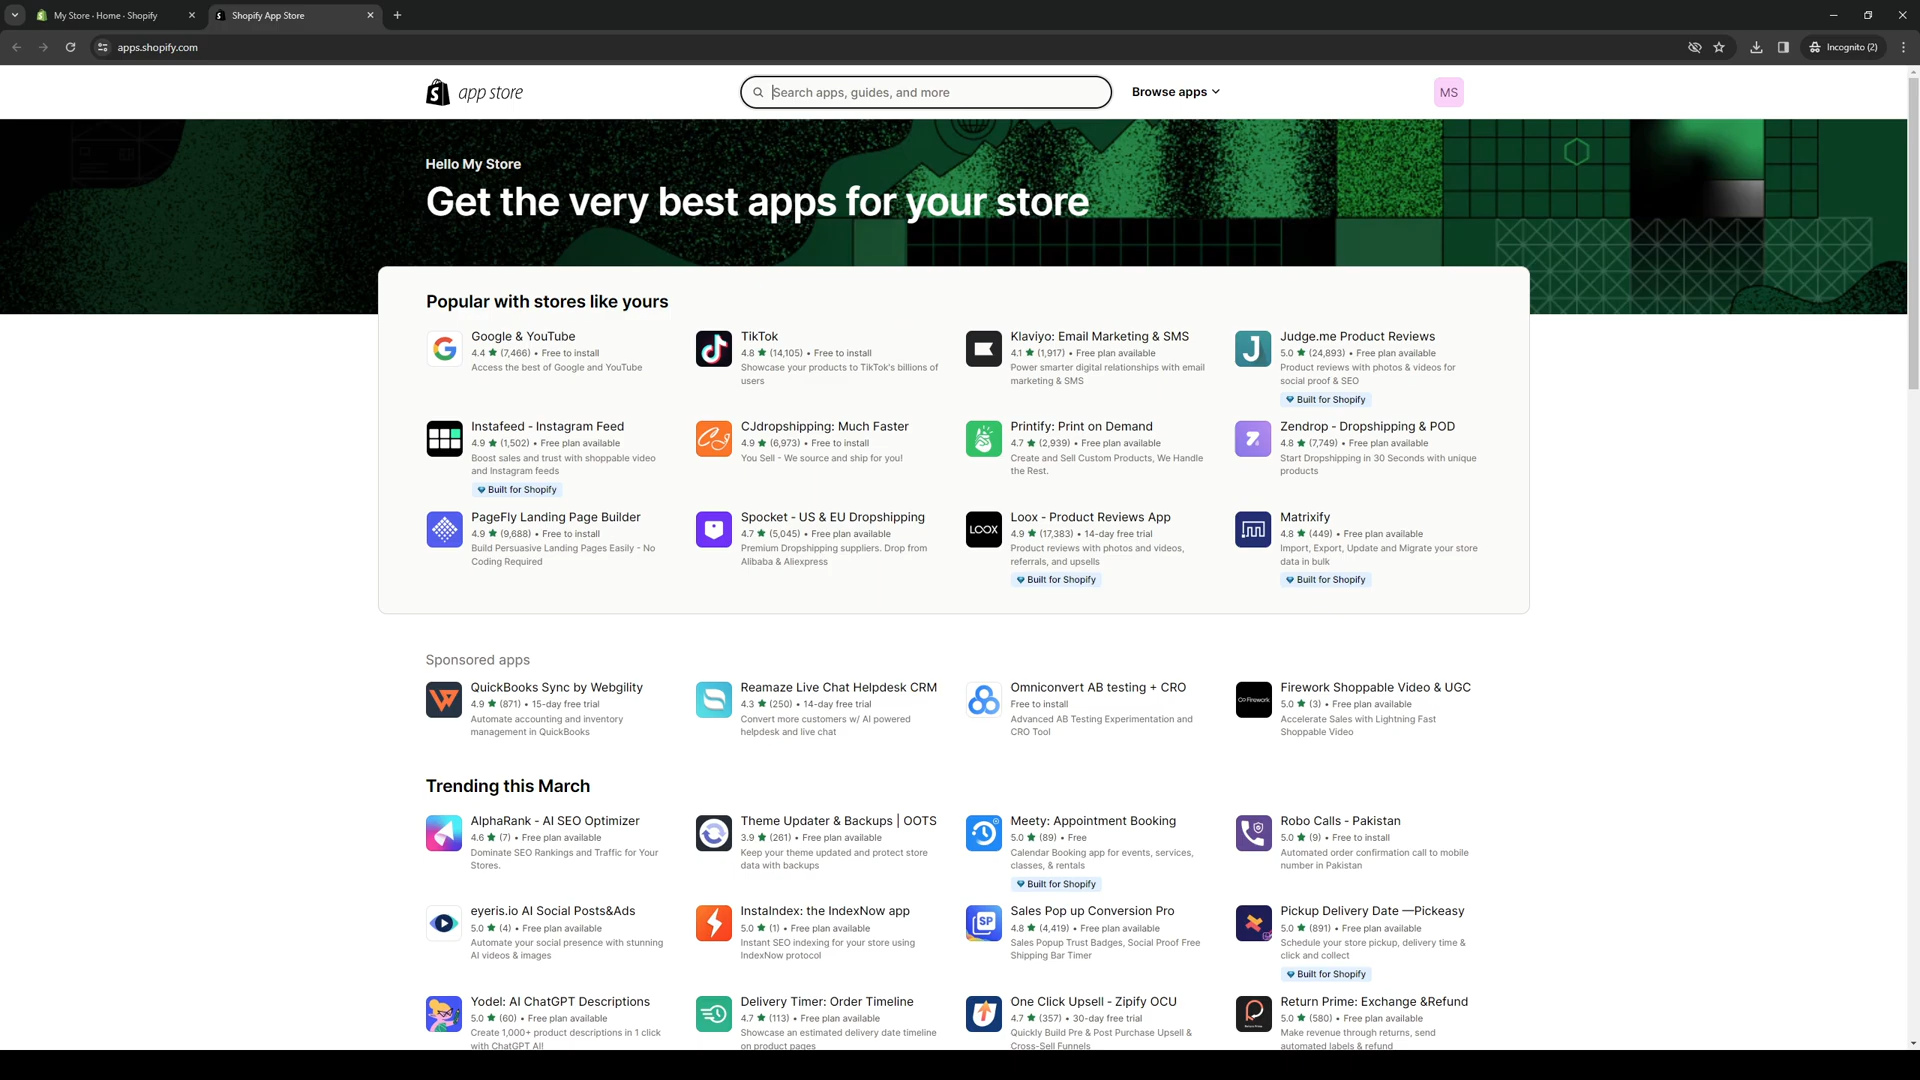 My Store · Home · Shopify
Shopify App Store
apps.shopify.com
Incognito (2)
app store
Search apps, guides, and more
Browse apps
MS
Hello My Store
Get the very best apps for your store
Popular with stores like yours
Google & YouTube
4.4 ★ (7,466) • Free to install
Access the best of Google and YouTube
TikTok
4.8 ★ (14,105) • Free to install
Showcase your products to TikTok's billions of
users
Klaviyo: Email Marketing & SMS
4.1 ★ (1,917) • Free plan available
Power smarter digital relationships with email
marketing & SMS
Judge.me Product Reviews
5.0 ★ (24,893) • Free plan available
Product reviews with photos & videos for
social proof & SEO
Built for Shopify
Instafeed - Instagram Feed
4.9 ★ (1,502) • Free plan available
Boost sales and trust with shoppable video
and Instagram feeds
Built for Shopify
CJdropshipping: Much Faster
4.9 ★ (6,973) • Free to install
You Sell - We source and ship for you!
Printify: Print on Demand
4.7 ★ (2,939) • Free plan available
Create and Sell Custom Products, We Handle
the Rest.
Zendrop - Dropshipping & POD
4.8 ★ (7,749) • Free plan available
Start Dropshipping in 30 Seconds with unique
products
PageFly Landing Page Builder
4.9 ★ (9,688) • Free to install
Build Persuasive Landing Pages Easily - No
Coding Required
Spocket - US & EU Dropshipping
4.7 ★ (5,045) • Free plan available
Premium Dropshipping suppliers. Drop from
Alibaba & Aliexpress
LOOX
Loox - Product Reviews App
4.9 ★ (17,383) • 14-day free trial
Product reviews with photos and videos,
referrals, and upsells
Built for Shopify
Matrixify
4.8 ★ (449) • Free plan available
Import, Export, Update and Migrate your store
data in bulk
Built for Shopify
Sponsored apps
QuickBooks Sync by Webgility
4.9 ★ (871) • 15-day free trial
Automate accounting and inventory
management in QuickBooks
Reamaze Live Chat Helpdesk CRM
4.3 ★ (250) • 14-day free trial
Convert more customers w/ AI powered
helpdesk and live chat
Omniconvert AB testing + CRO
Free to install
Advanced AB Testing Experimentation and
CRO Tool
Firework
Firework Shoppable Video & UGC
5.0 ★ (3) • Free plan available
Accelerate Sales with Lightning Fast
Shoppable Video
Trending this March
AlphaRank - AI SEO Optimizer
4.6 ★ (7) • Free plan available
Dominate SEO Rankings and Traffic for Your
Stores.
Theme Updater & Backups | OOTS
3.9 ★ (261) • Free plan available
Keep your theme updated and protect store
data with backups
Meety: Appointment Booking
5.0 ★ (89) • Free
Calendar Booking app for events, services,
classes, & rentals
Built for Shopify
Robo Calls - Pakistan
5.0 ★ (9) • Free to install
Automated order confirmation call to mobile
number in Pakistan
eyeris.io AI Social Posts&Ads
5.0 ★ (4) • Free plan available
Automate your social presence with stunning
AI videos & images
InstaIndex: the IndexNow app
5.0 ★ (1) • Free plan available
Instant SEO indexing for your store using
IndexNow protocol
SP
Sales Pop up Conversion Pro
4.8 ★ (4,419) • Free plan available
Sales Popup Trust Badges, Social Proof Free
Shipping Bar Timer
Pickup Delivery Date —Pickeasy
5.0 ★ (891) • Free plan available
Schedule your store pickup, delivery time &
click and collect
Built for Shopify
Yodel: AI ChatGPT Descriptions
5.0 ★ (60) • Free plan available
Create 1,000+ product descriptions in 1 click
with ChatGPT AI!
Delivery Timer: Order Timeline
4.7 ★ (113) • Free plan available
Showcase an estimated delivery date timeline
on product pages
One Click Upsell - Zipify OCU
4.7 ★ (357) • 30-day free trial
Quickly Build Pre & Post Purchase Upsell &
Cross-Sell Funnels
Return Prime
Return Prime: Exchange &Refund
5.0 ★ (580) • Free plan available
Make revenue through returns, send
automated labels & refund